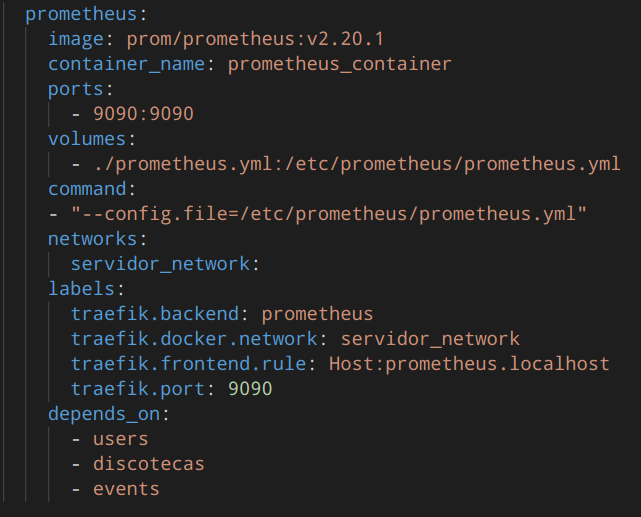 prometheus:
image: prom/prometheus:v2.20.1
container_name: prometheus_container
ports:
- 9090:9090
volumes:
- ./prometheus.yml:/etc/prometheus/prometheus.yml
command:
- "--config.file=/etc/prometheus/prometheus.yml"
networks:
servidor_network:
labels:
traefik.backend: prometheus
traefik.docker.network: servidor_network
traefik.frontend.rule: Host:prometheus.localhost
traefik.port: 9090
depends_on:
- users
- discotecas
- events